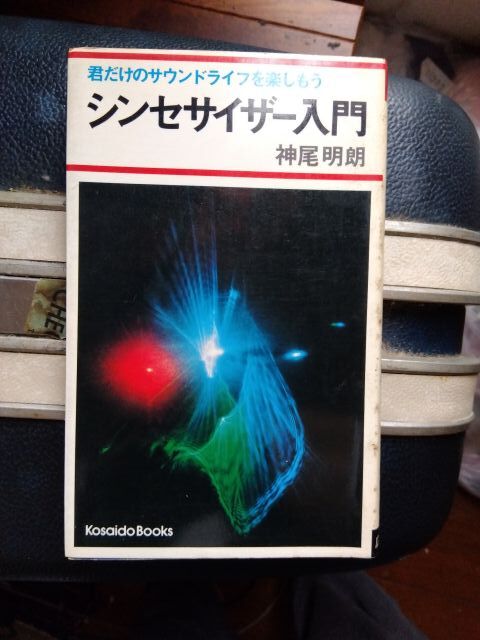 君だけのサウンドライフを楽しもう
シンセサイザー入門
神尾明朗
Kosaido Books
CHE